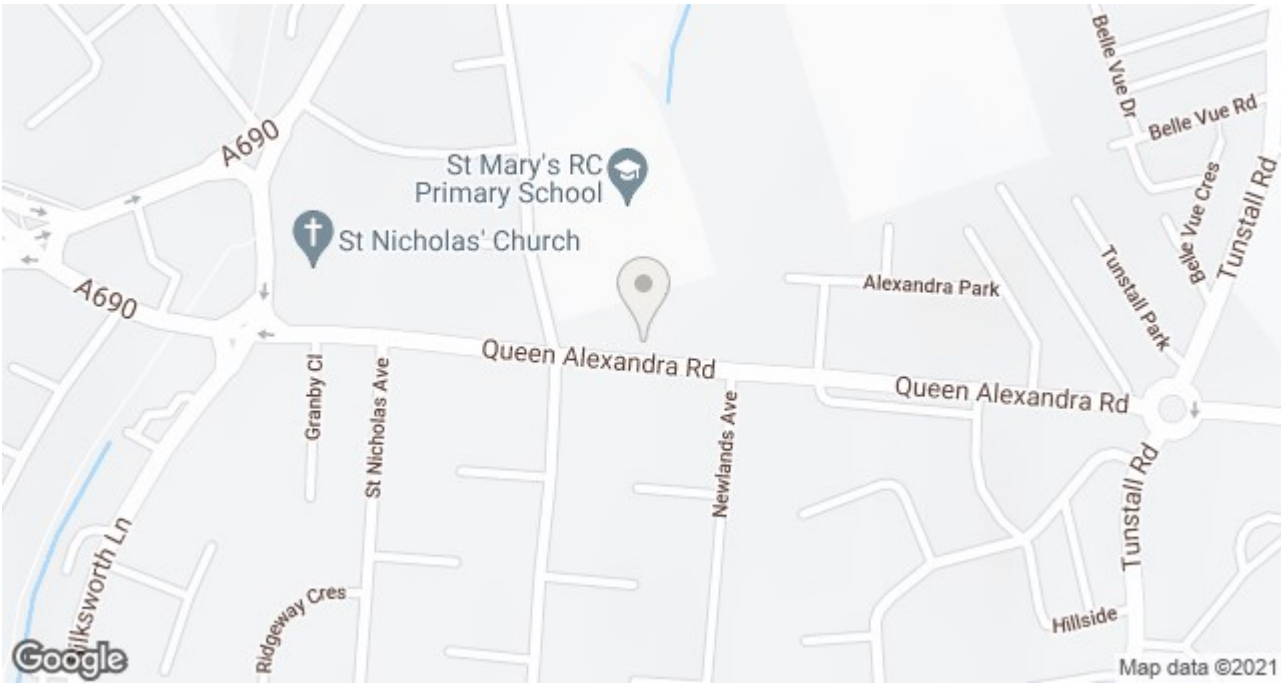 Belle Vue Dr
Belle Vue Rd
A690
St Mary's RC
Primary School
Belle Vue Cres
Tunstall Rd
St Nicholas' Church
Tunstall Park
Alexandra Park
A690
Queen Alexandra Rd
Queen Alexandra Rd
Granby Cl
St Nicholas Ave
Newlands Ave
Tunstall Rd
ilksworth Ln
Ridgeway Cres
Hillside
Google
Map data ©2021